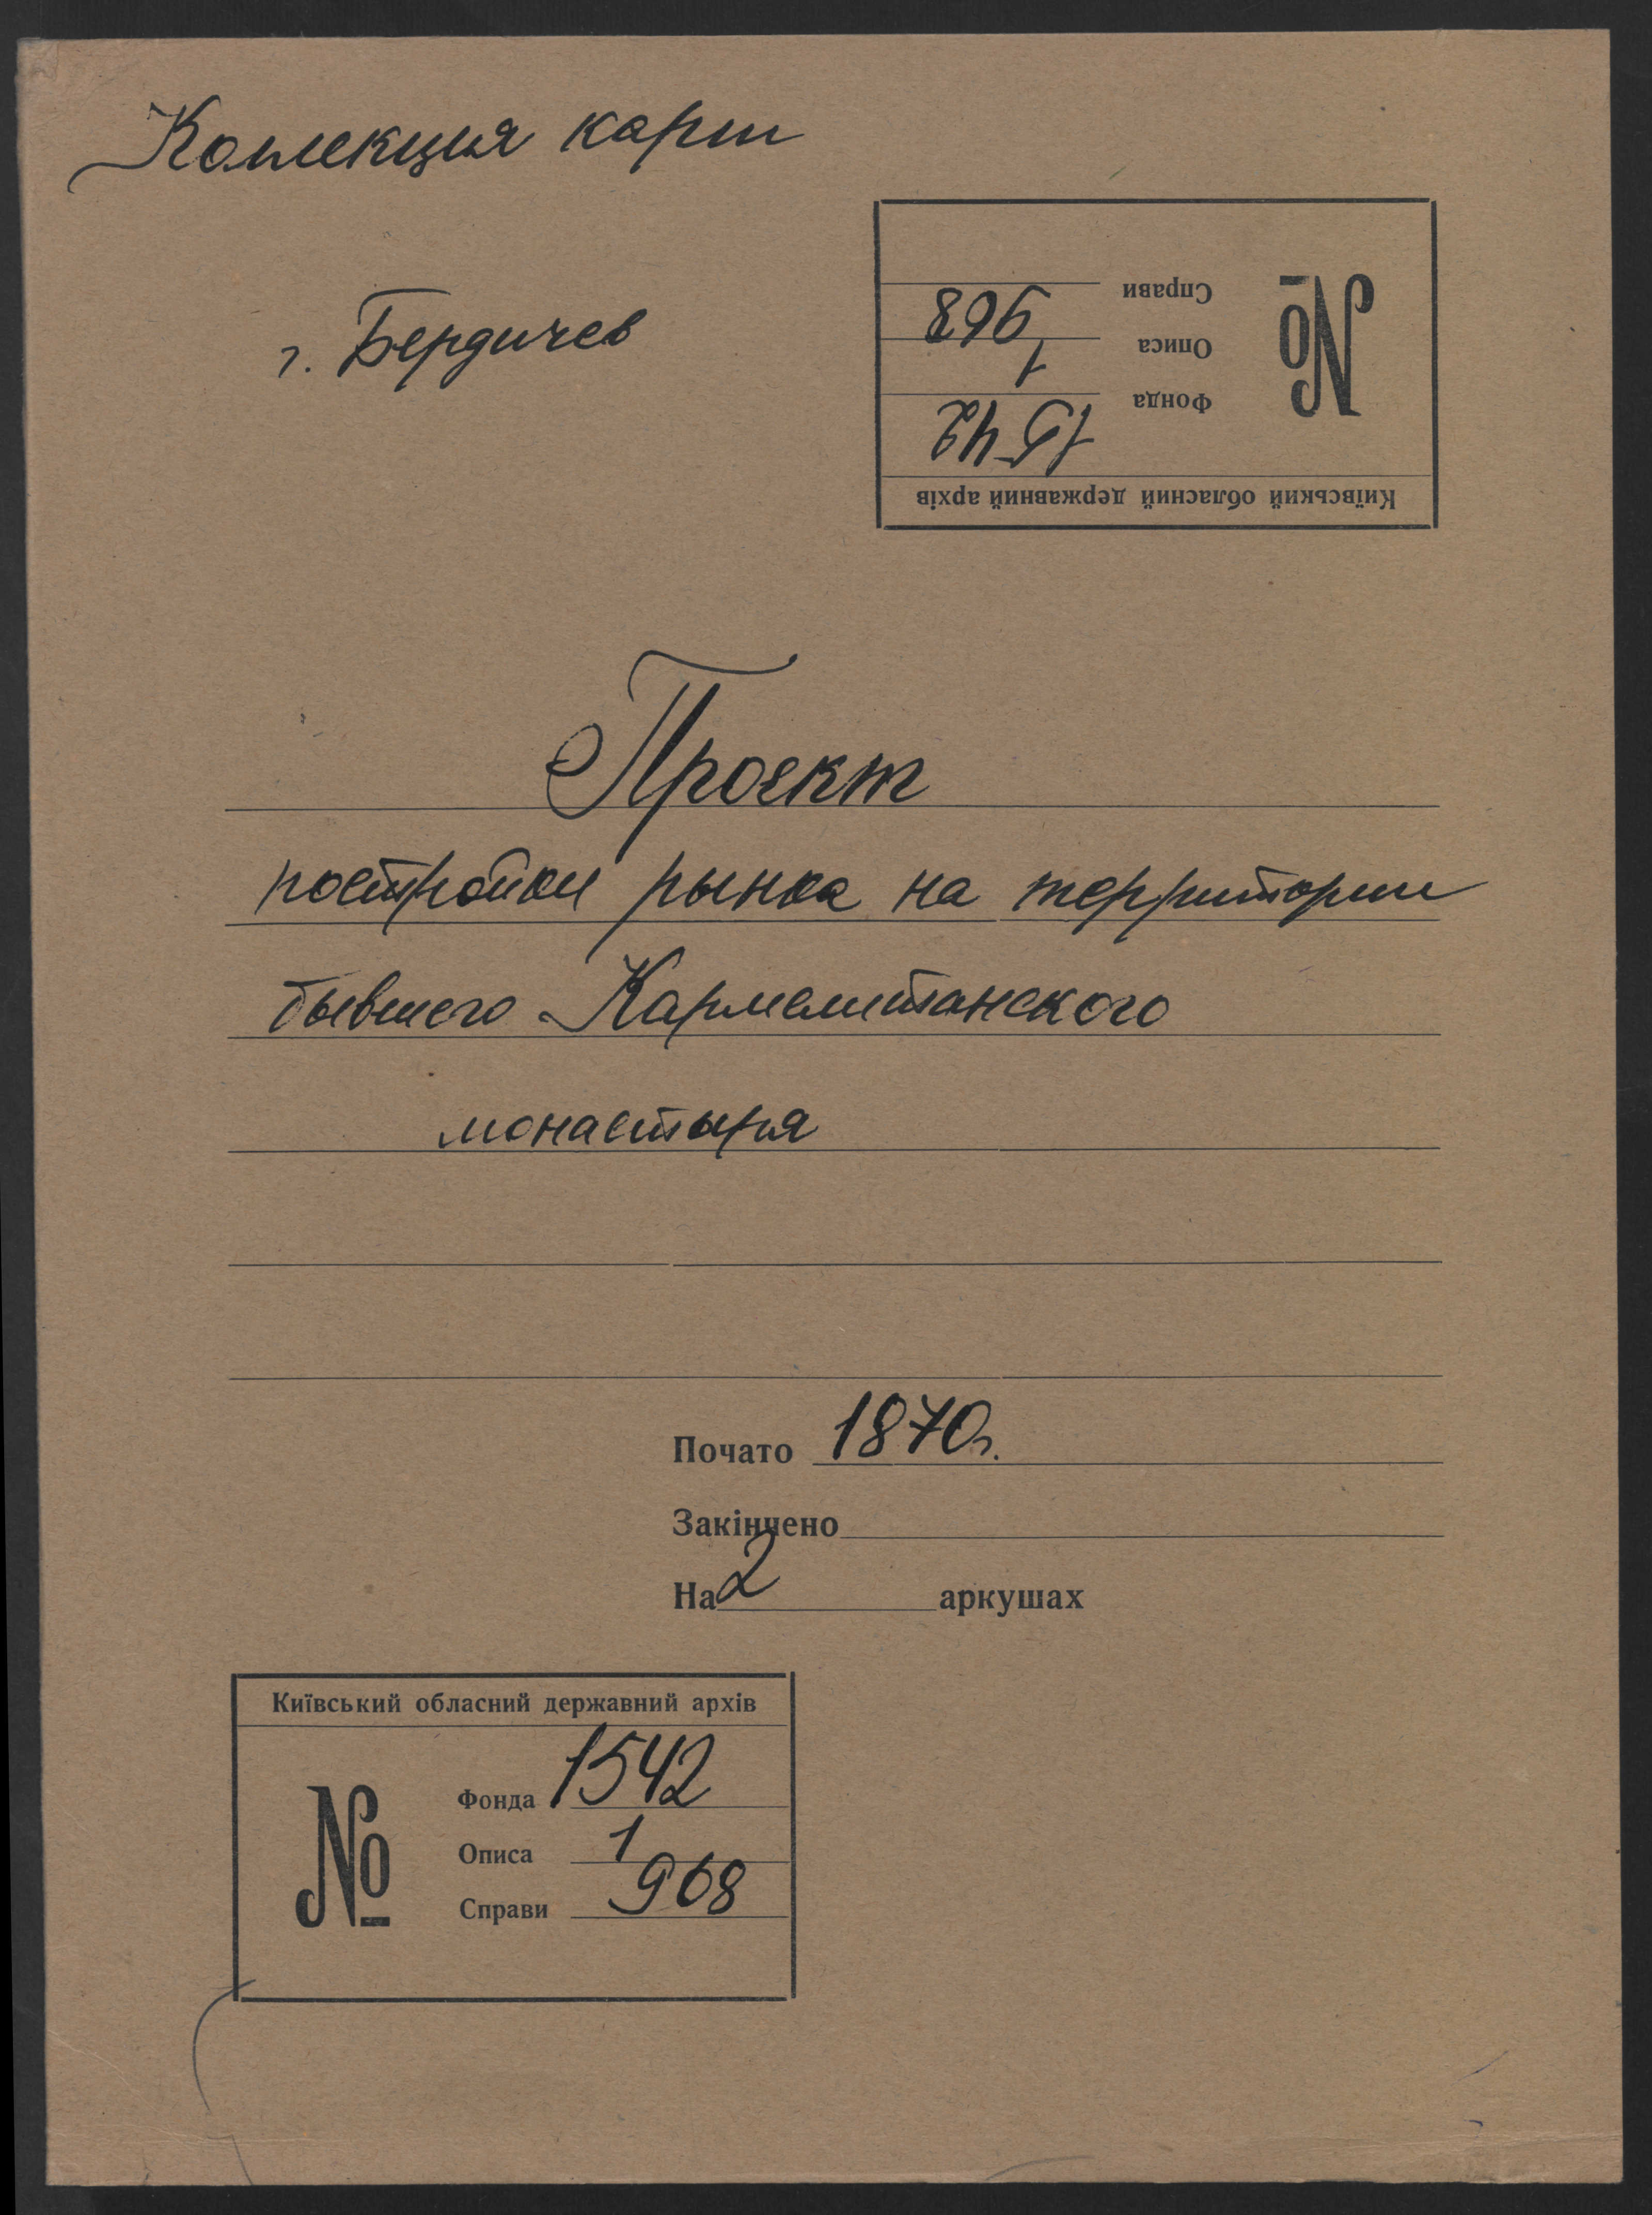 Коллекция карт
г. Бердичев
Справи 968
Описа 1
Фонда 1542
Київський обласний державний архів
№
Проект
постройки рынка на территории
бывшего Кармелитанского
монастыря
Почато 1870г.
Закінчено
На 2 аркушах
Київський обласний державний архів
№
Фонда 1542
Описа 1
Справи 968